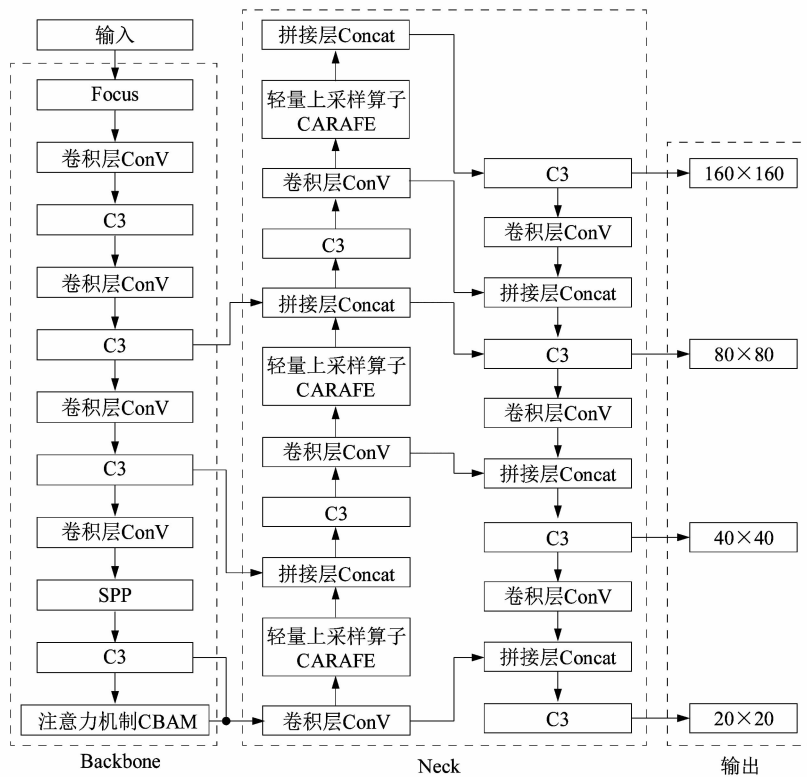 输入
Focus
卷积层ConV
C3
卷积层ConV
C3
卷积层ConV
C3
卷积层ConV
SPP
C3
注意力机制CBAM
Backbone
拼接层Concat
轻量上采样算子
CARAFE
卷积层ConV
C3
拼接层Concat
轻量上采样算子
CARAFE
卷积层ConV
C3
拼接层Concat
轻量上采样算子
CARAFE
卷积层ConV
C3
卷积层ConV
拼接层Concat
C3
卷积层ConV
拼接层Concat
C3
卷积层ConV
拼接层Concat
C3
Neck
160×160
80×80
40×40
20×20
输出